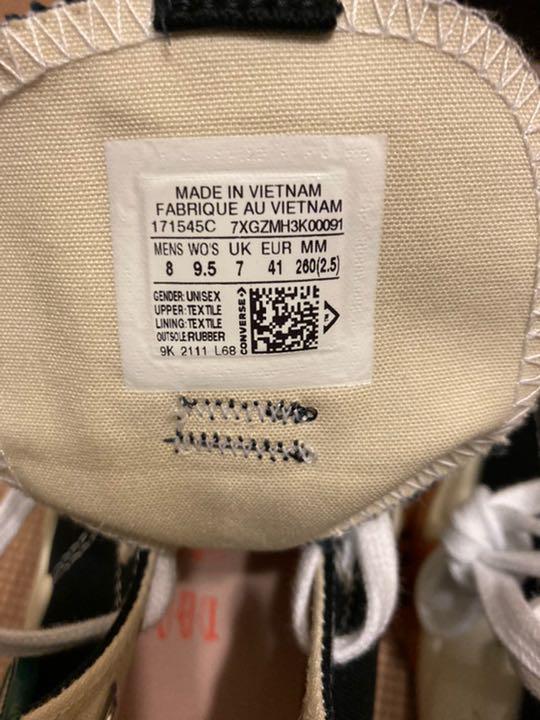 MADE IN VIETNAM
FABRIQUE AU VIETNAM
171545C 7XGZMH3K00091
MENS WO'S UK EUR MM
8 9.5 7 41 260(2.5)
GENDER: UNISEX
UPPER: TEXTILE
LINING: TEXTILE
OUTSOLE: RUBBER
9K 2111 L68
CONVERSE